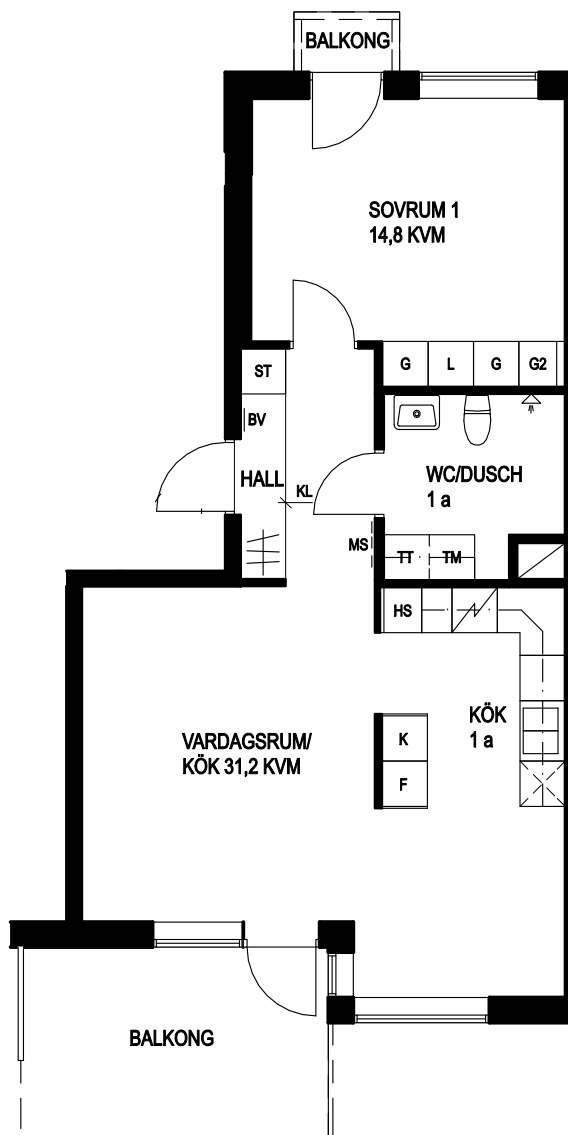 BALKONG
SOVRUM 1
14,8 KVM
G L G G2
ST
BV
HALL
KL
WC/DUSCH
1 a
MS
TT TM
HS
KÖK
1 a
VARDAGSRUM/
KÖK 31,2 KVM
K
F
BALKONG